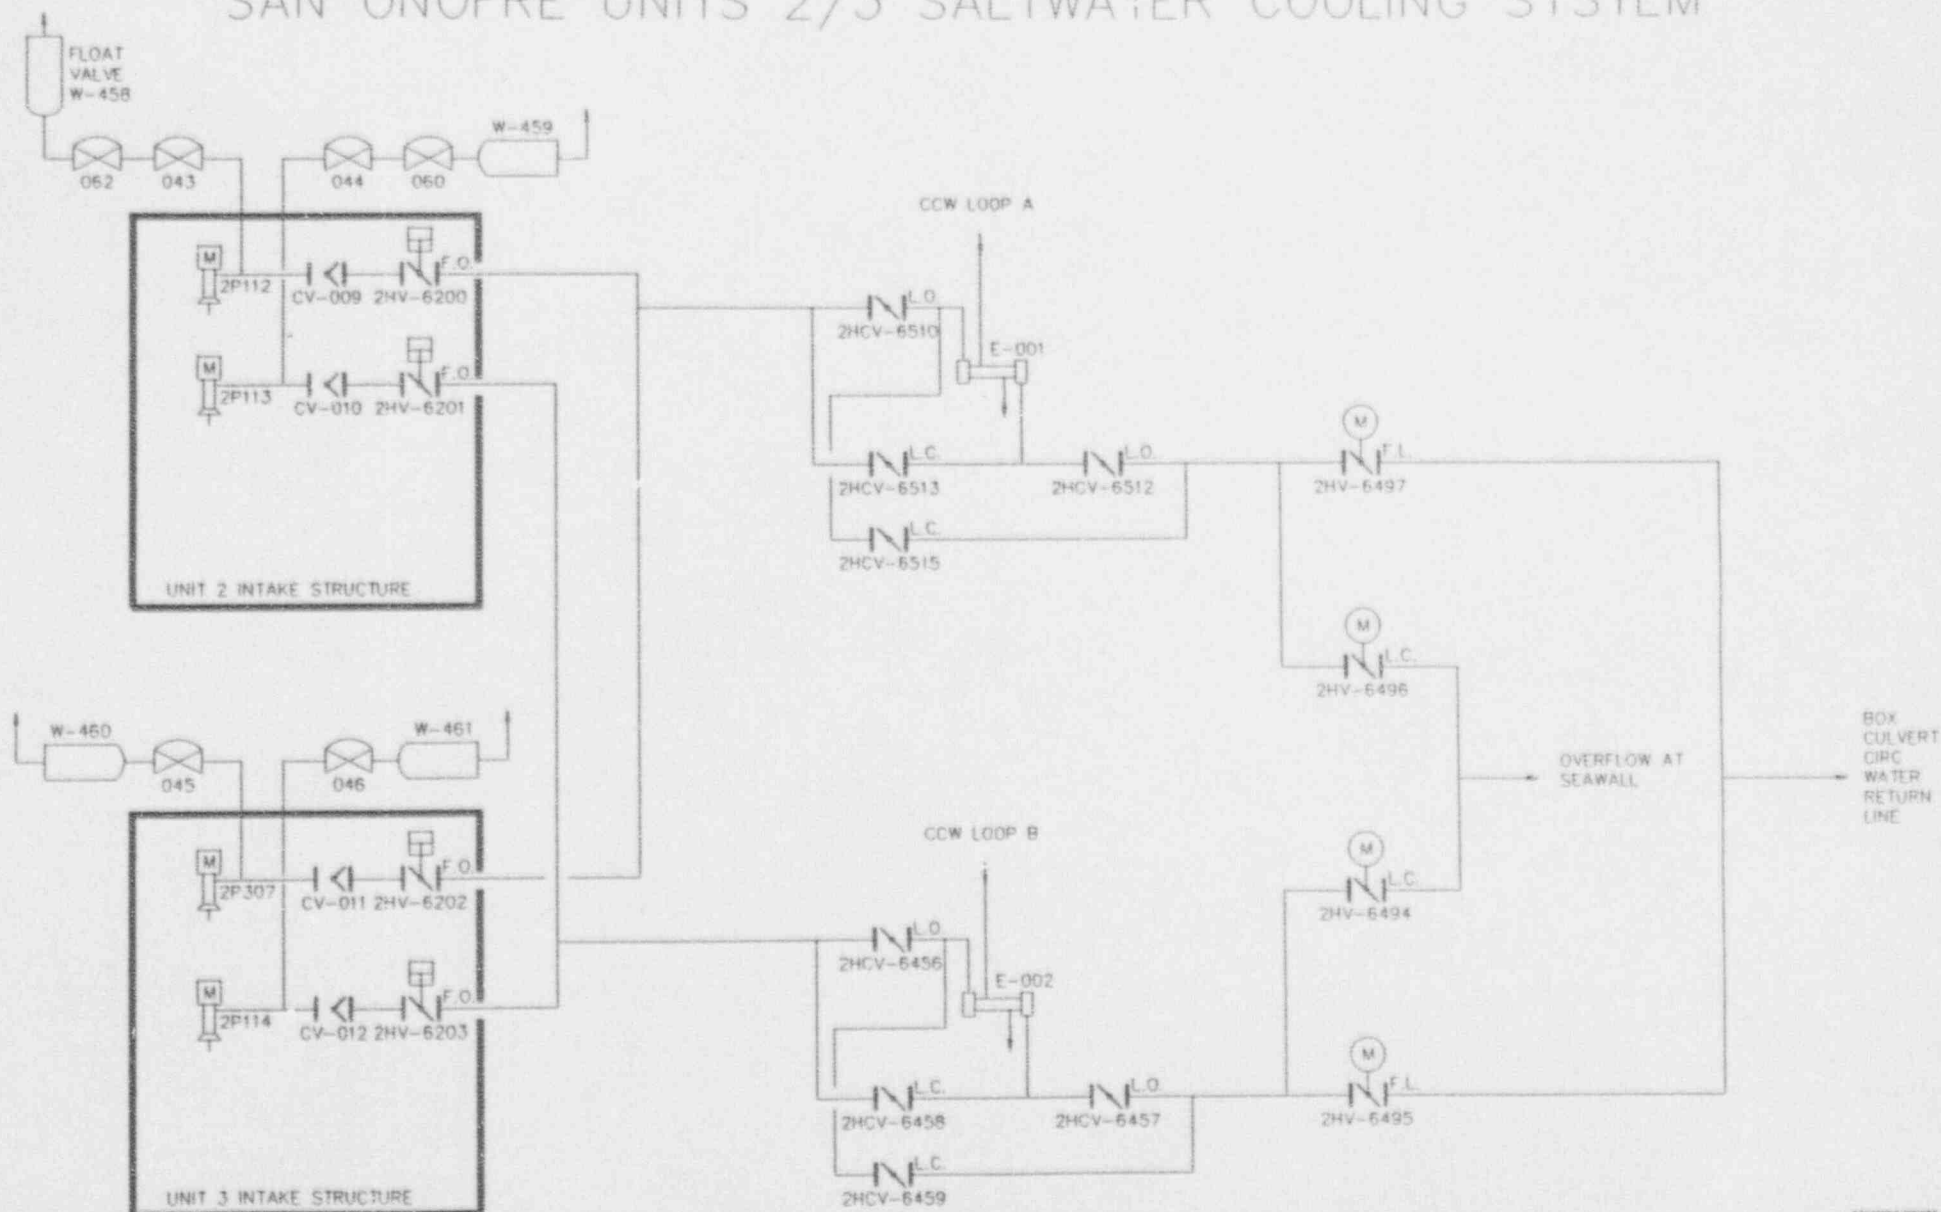 SAN ONOFRE UNITS 2/3 SALTWATER COOLING SYSTEM
FLOAT
VALVE
W-458
W-459
062
043
044
060
CCW LOOP A
M
2P112
CV-009
2HV-6200
F.O.
M
2P113
CV-010
2HV-6201
F.O.
UNIT 2 INTAKE STRUCTURE
L.O.
2HCV-6510
E-001
L.C.
2HCV-6513
L.O.
2HCV-6512
L.C.
2HCV-6515
M
F.L.
2HV-6497
M
L.C.
2HV-6496
W-460
045
W-461
046
OVERFLOW AT
SEAWALL
BOX
CULVERT
CIRC
WATER
RETURN
LINE
CCW LOOP B
M
2P307
CV-011
2HV-6202
F.O.
M
2P114
CV-012
2HV-6203
F.O.
UNIT 3 INTAKE STRUCTURE
L.O.
2HCV-6456
E-002
L.C.
2HCV-6458
L.O.
2HCV-6457
L.C.
2HCV-6459
M
L.C.
2HV-6494
M
F.L.
2HV-6495